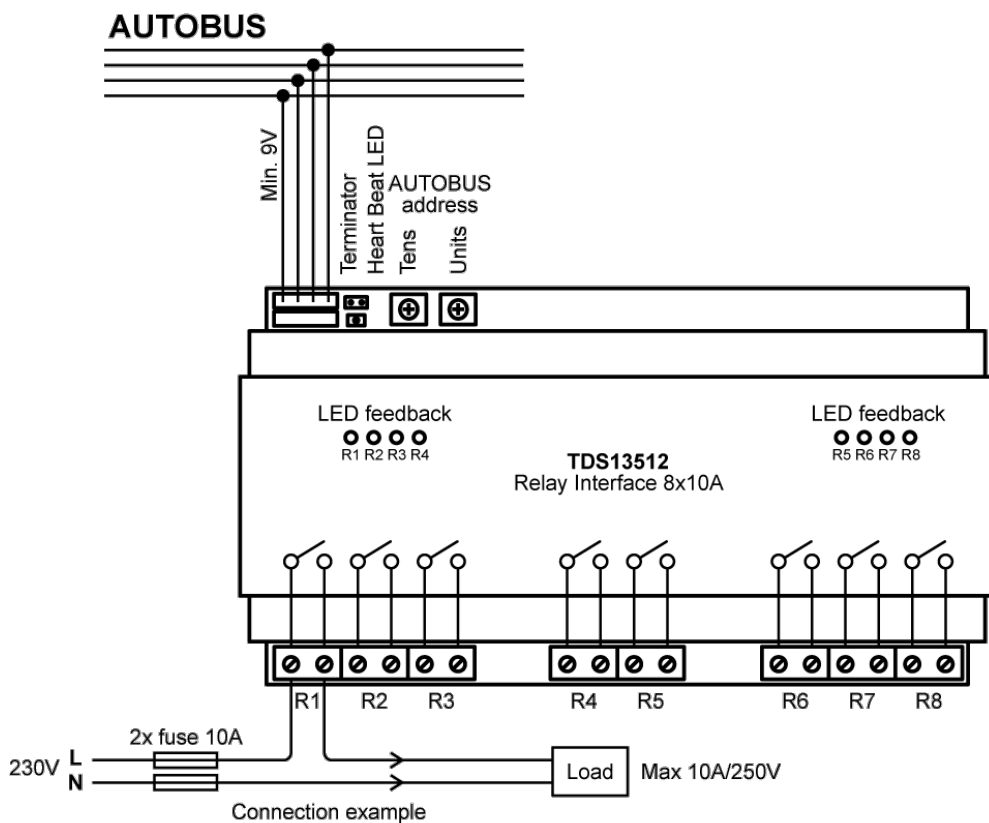 AUTOBUS
Min. 9V
Terminator
Heart Beat LED
AUTOBUS
address
Tens
Units
LED feedback
R1 R2 R3 R4
LED feedback
R5 R6 R7 R8
TDS13512
Relay Interface 8x10A
R1 R2 R3 R4 R5 R6 R7 R8
2x fuse 10A
230V L
N
Load
Max 10A/250V
Connection example